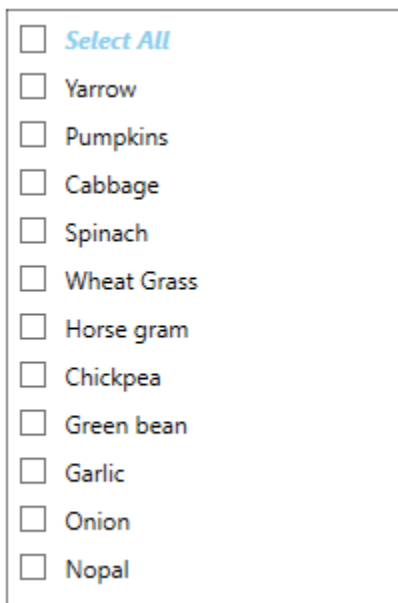 Select All
Yarrow
Pumpkins
Cabbage
Spinach
Wheat Grass
Horse gram
Chickpea
Green bean
Garlic
Onion
Nopal